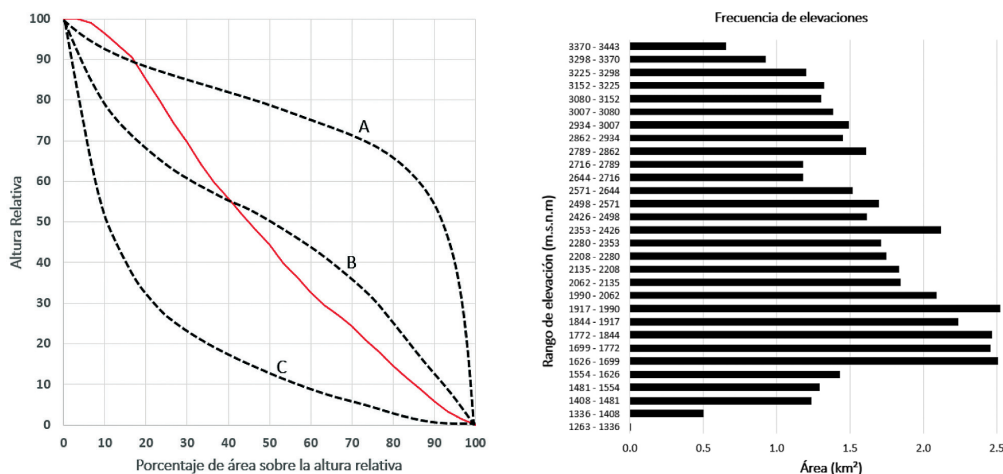 100
90
80
70
60
50
40
30
20
10
0
Altura Relativa
A
B
C
0 10 20 30 40 50 60 70 80 90 100
Porcentaje de área sobre la altura relativa
Frecuencia de elevaciones
Rango de elevación (m.s.n.m)
3370 - 3443
3298 - 3370
3225 - 3298
3152 - 3225
3080 - 3152
3007 - 3080
2934 - 3007
2862 - 2934
2789 - 2862
2716 - 2789
2644 - 2716
2571 - 2644
2498 - 2571
2426 - 2498
2353 - 2426
2280 - 2353
2208 - 2280
2135 - 2208
2062 - 2135
1990 - 2062
1917 - 1990
1844 - 1917
1772 - 1844
1699 - 1772
1626 - 1699
1554 - 1626
1481 - 1554
1408 - 1481
1336 - 1408
1263 - 1336
0.0 0.5 1.0 1.5 2.0 2.5
Área (km²)